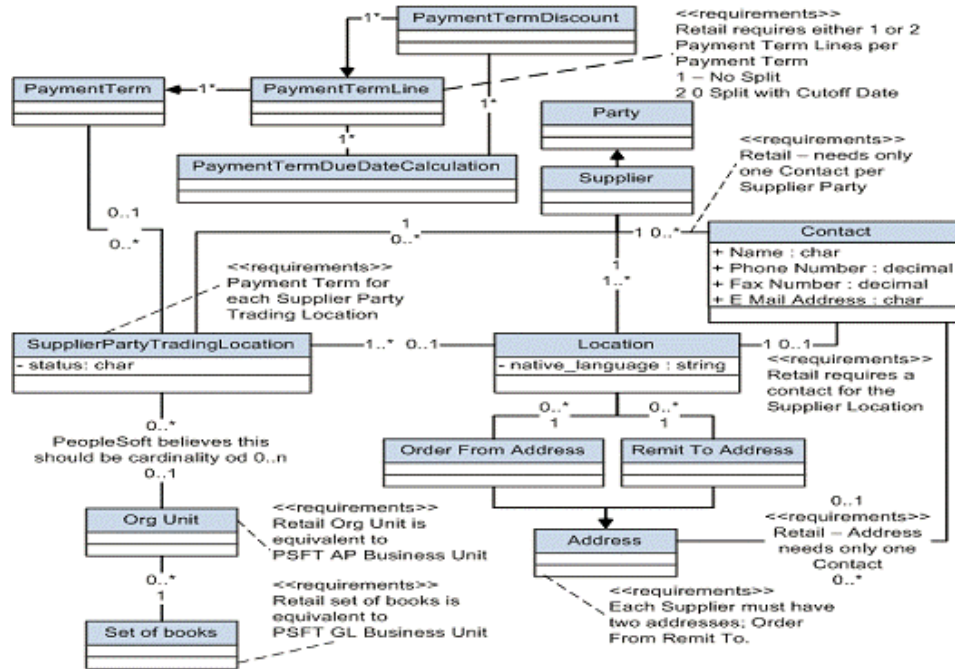 PaymentTermDiscount
1*
<<requirements>>
Retail requires either 1 or 2
Payment Term Lines per
Payment Term
1 – No Split
2 0 Split with Cutoff Date
PaymentTerm
1*
PaymentTermLine
1*
1*
PaymentTermDueDateCalculation
Party
Supplier
<<requirements>>
Retail – needs only
one Contact per
Supplier Party
0..1
0..*
1
0..*
1 0..*
Contact
+ Name : char
+ Phone Number : decimal
+ Fax Number : decimal
+ E Mail Address : char
<<requirements>>
Payment Term for
each Supplier Party
Trading Location
1
1..*
SupplierPartyTradingLocation
- status: char
1..* 0..1
Location
- native_language : string
1 0..1
<<requirements>>
Retail requires a
contact for the
Supplier Location
0..*
PeopleSoft believes this
should be cardinality od 0..n
0..1
0..*
1
0..*
1
Order From Address
Remit To Address
Org Unit
<<requirements>>
Retail Org Unit is
equivalent to
PSFT AP Business Unit
Address
0..1
<<requirements>>
Retail – Address
needs only one
Contact
0..*
0..*
1
Set of books
<<requirements>>
Retail set of books is
equivalent to
PSFT GL Business Unit
<<requirements>>
Each Supplier must have
two addresses; Order
From Remit To.